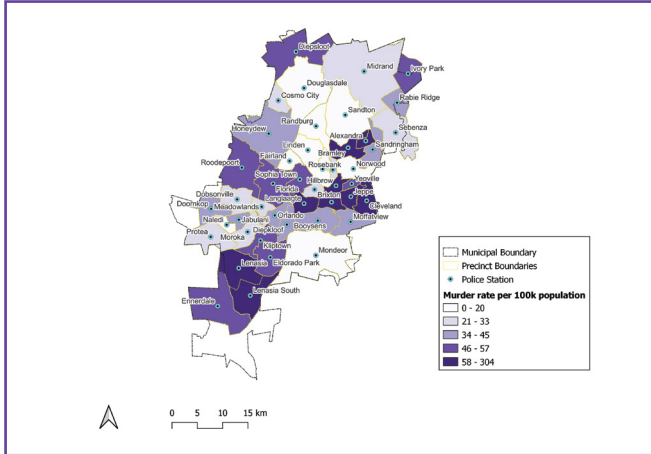 Diepsloot
Midrand
Ivory Park
Douglasdale
Cosmo City
Rabie Ridge
Sandton
Randburg
Sebenza
Honeydew
Alexandra
Linden
Bramley
Sandringham
Fairland
Rosebank
Norwood
Roodepoort
Sophia Town
Hillbrow
Yeoville
Florida
Dobsonville
Langlaagte
Brixton
Jeppe
Doornkop
Meadowlands
Cleveland
Orlando
Naledi
Jabulani
Booysens
Moffatview
Protea
Moroka
Diepkloof
Kliptown
Mondeor
Eldorado Park
Lenasia
Lenasia South
Ennerdale
Municipal Boundary
Precinct Boundaries
Police Station
Murder rate per 100k population
0 - 20
21 - 33
34 - 45
46 - 57
58 - 304
0 5 10 15 km